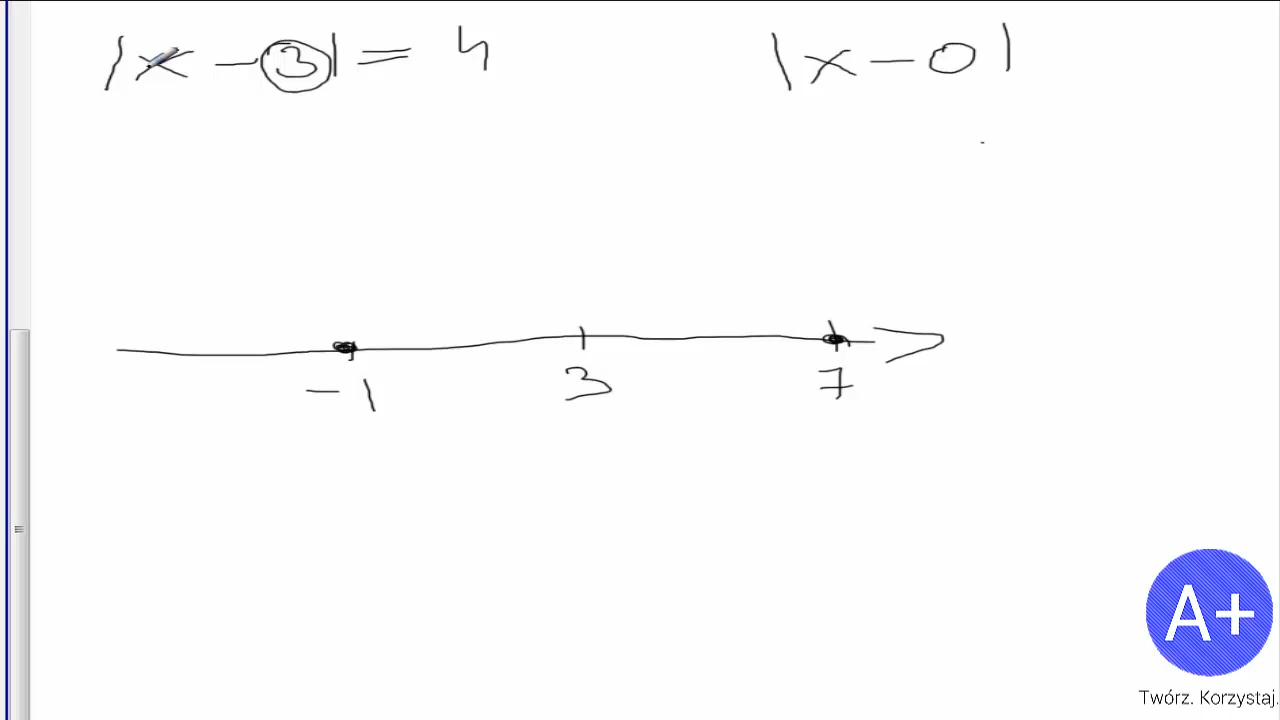 |x - 3| = 4 |x - 0|
-1 3 7
A+
Twórz. Korzystaj.